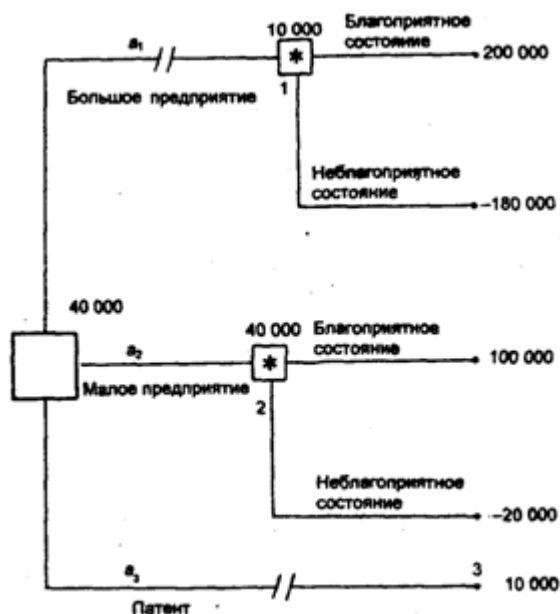 a₁
10 000
Благоприятное
состояние
200 000
*
1
Большое предприятие
Неблагоприятное
состояние
–180 000
40 000
40 000
Благоприятное
состояние
a₂
*
100 000
Малое предприятие
2
Неблагоприятное
состояние
–20 000
a₃
3
10 000
Патент